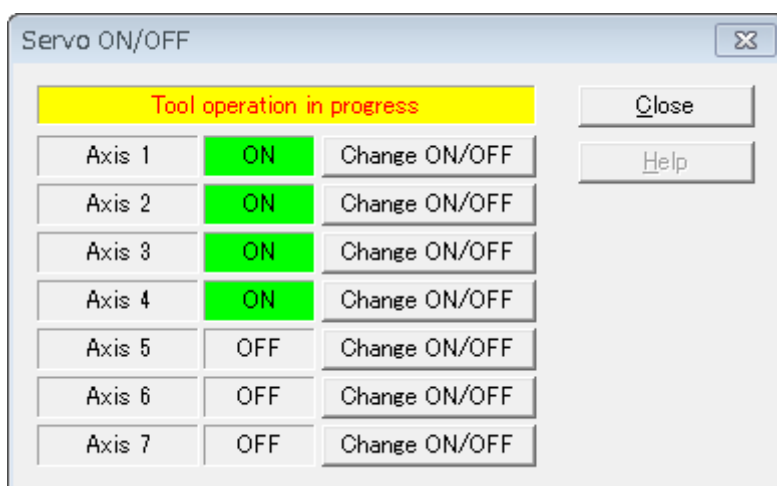 Servo ON/OFF
Tool operation in progress
Close
Axis 1 ON Change ON/OFF
Help
Axis 2 ON Change ON/OFF
Axis 3 ON Change ON/OFF
Axis 4 ON Change ON/OFF
Axis 5 OFF Change ON/OFF
Axis 6 OFF Change ON/OFF
Axis 7 OFF Change ON/OFF